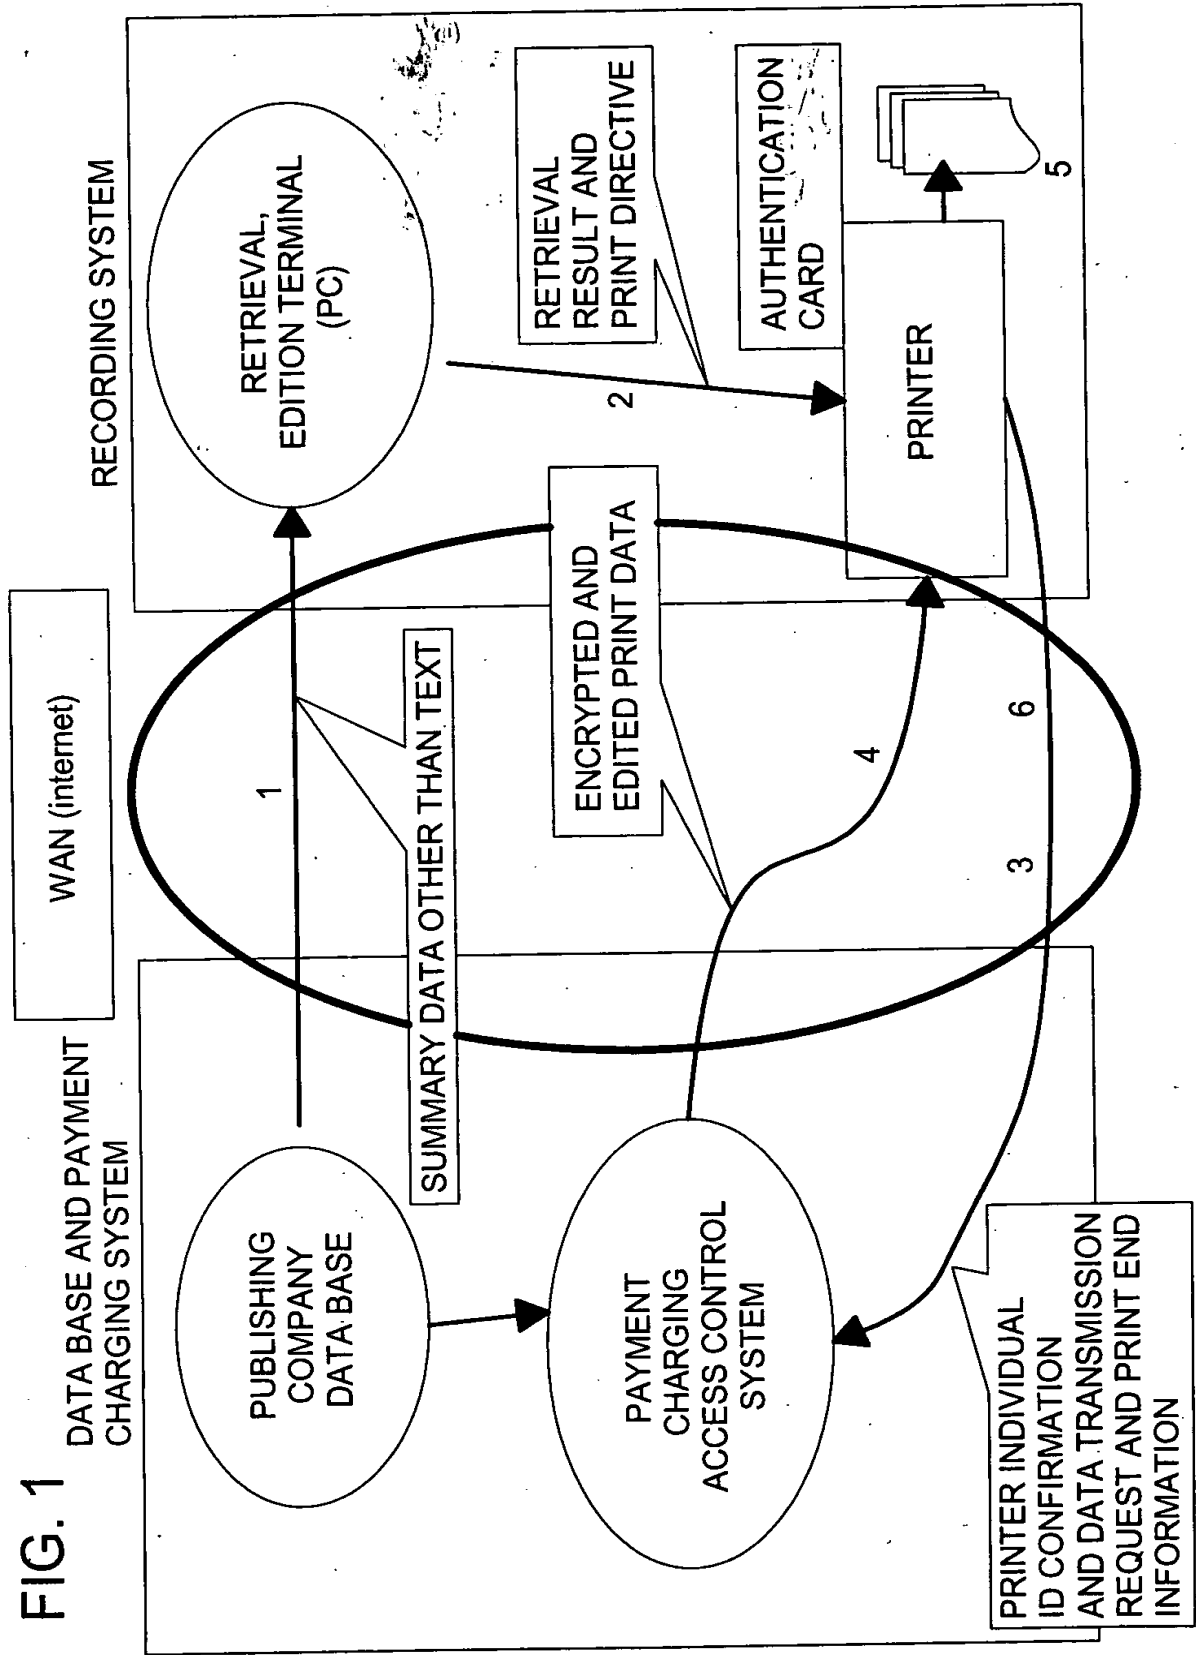 FIG. 1
DATA BASE AND PAYMENT
CHARGING SYSTEM
WAN (internet)
RECORDING SYSTEM
PUBLISHING
COMPANY
DATA BASE
1
RETRIEVAL,
EDITION TERMINAL
(PC)
SUMMARY DATA OTHER THAN TEXT
2
RETRIEVAL
RESULT AND
PRINT DIRECTIVE
ENCRYPTED AND
EDITED PRINT DATA
PAYMENT
CHARGING
ACCESS CONTROL
SYSTEM
4
AUTHENTICATION
CARD
PRINTER
5
3
6
PRINTER INDIVIDUAL
ID CONFIRMATION
AND DATA TRANSMISSION
REQUEST AND PRINT END
INFORMATION